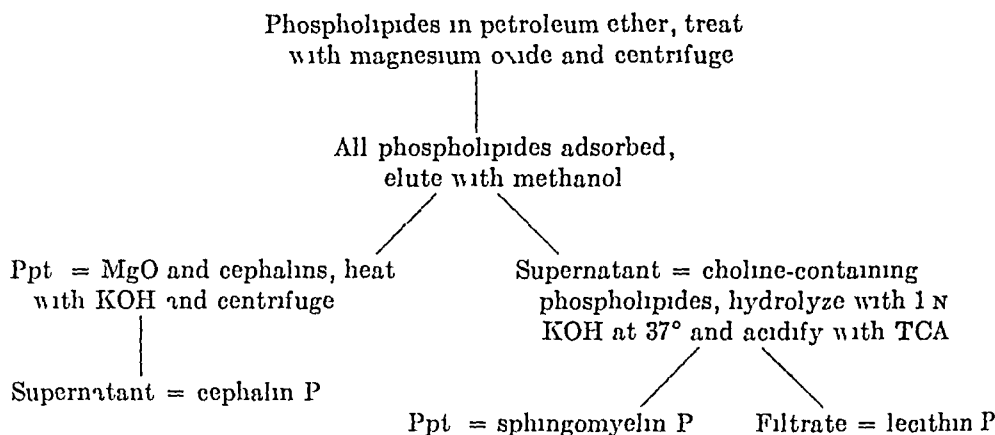 Phospholipides in petroleum ether, treat
with magnesium oxide and centrifuge
All phospholipides adsorbed,
elute with methanol
Ppt = MgO and cephalins, heat
with KOH and centrifuge
Supernatant = choline-containing
phospholipides, hydrolyze with 1 N
KOH at 37° and acidify with TCA
Supernatant = cephalin P
Ppt = sphingomyelin P
Filtrate = lecithin P